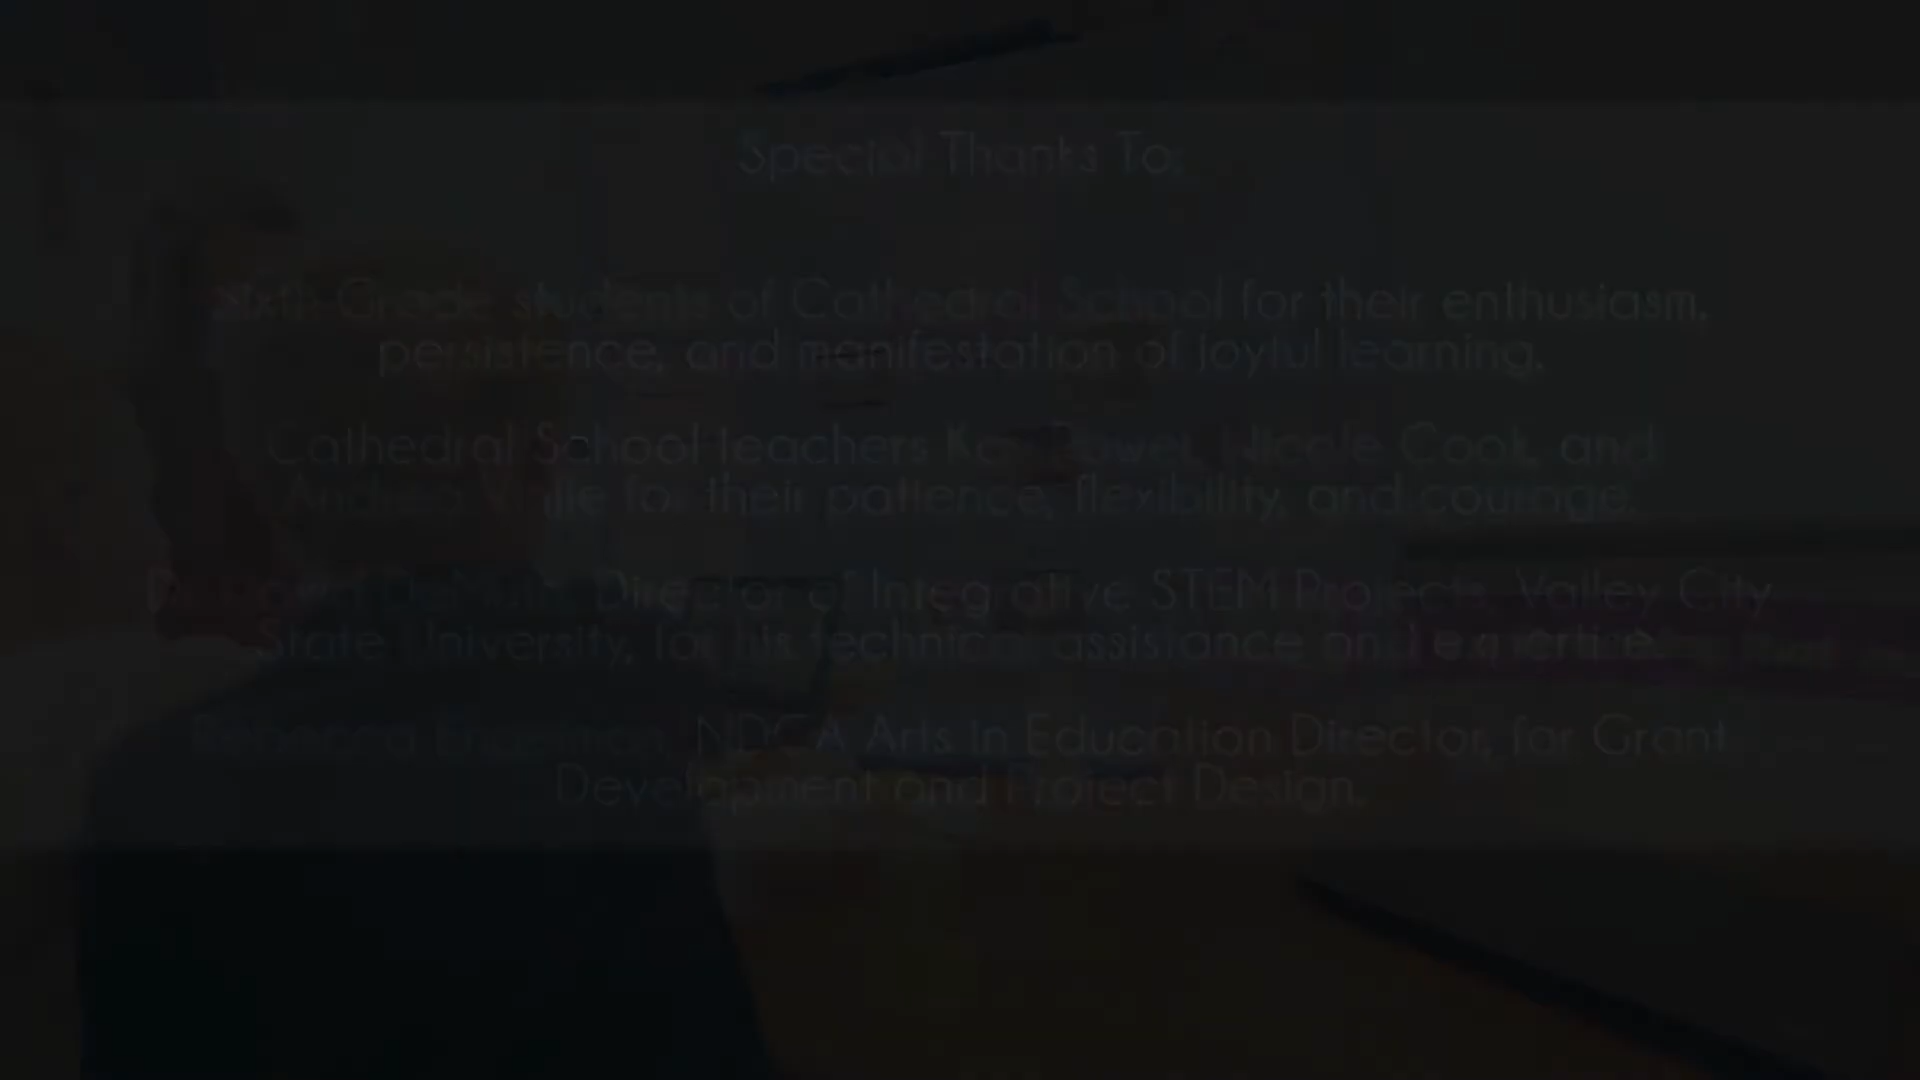 Special Thanks To:
Sixth Grade students of Cathedral School for their enthusiasm,
persistence, and manifestation of joyful learning.
Cathedral School teachers Nicole Cook, and
for their patience, flexibility, and courage.
Director of Integrative STEM Projects, Valley City
State University, for his technical assistance and expertise.
Rebecca NDCA Arts in Education Director, for Grant
Development and Project Design.